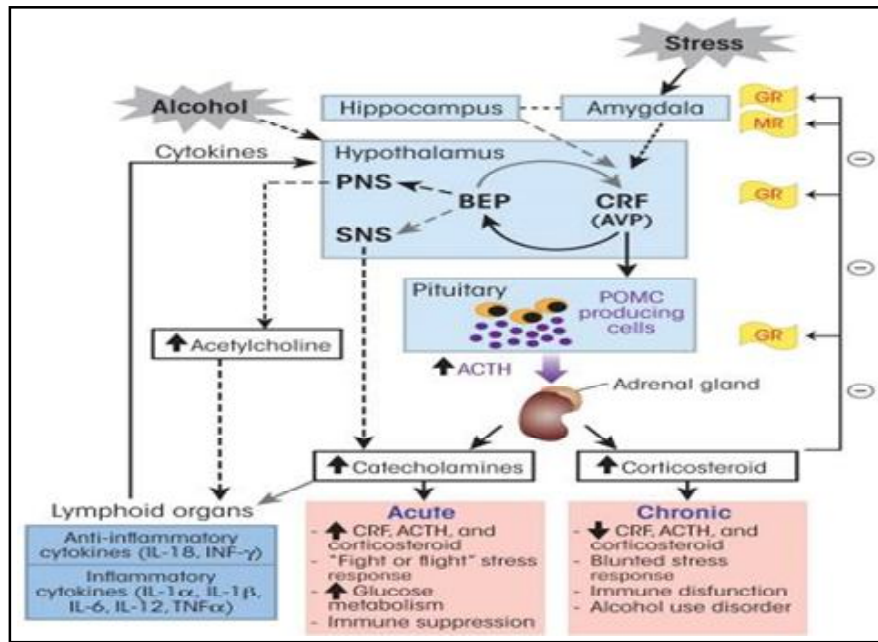 Stress
Alcohol
Hippocampus
Amygdala
GR
MR
Cytokines
Hypothalamus
PNS
BEP
CRF
(AVP)
GR
SNS
Pituitary
POMC
producing
cells
Acetylcholine
GR
ACTH
Adrenal gland
Catecholamines
Corticosteroid
Lymphoid organs
Anti-inflammatory
cytokines (IL-18, INF-γ)
Inflammatory
cytokines (IL-1α, IL-1β,
IL-6, IL-12, TNFα)
Acute
- ↑ CRF, ACTH, and
corticosteroid
- "Fight or flight" stress
response
- ↑ Glucose
metabolism
- Immune suppression
Chronic
- ↓ CRF, ACTH, and
corticosteroid
- Blunted stress
response
- Immune disfunction
- Alcohol use disorder